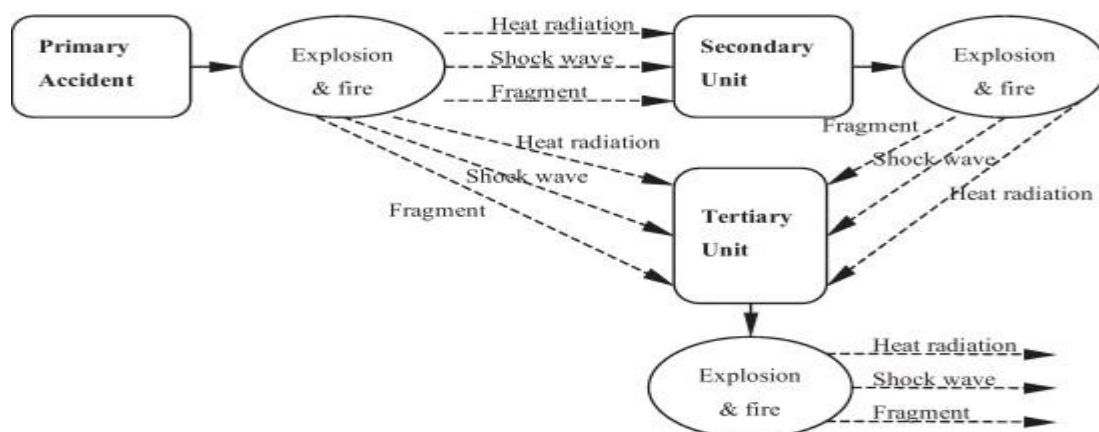 Primary
Accident
Explosion
& fire
Heat radiation
Shock wave
Fragment
Secondary
Unit
Explosion
& fire
Heat radiation
Shock wave
Fragment
Fragment
Shock wave
Heat radiation
Tertiary
Unit
Explosion
& fire
Heat radiation
Shock wave
Fragment